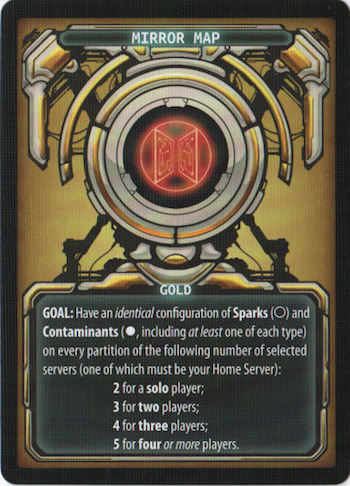 MIRROR MAP
GOLD
GOAL: Have an identical configuration of Sparks (○) and
Contaminants (●, including at least one of each type)
on every partition of the following number of selected
servers (one of which must be your Home Server):
2 for a solo player;
3 for two players;
4 for three players;
5 for four or more players.